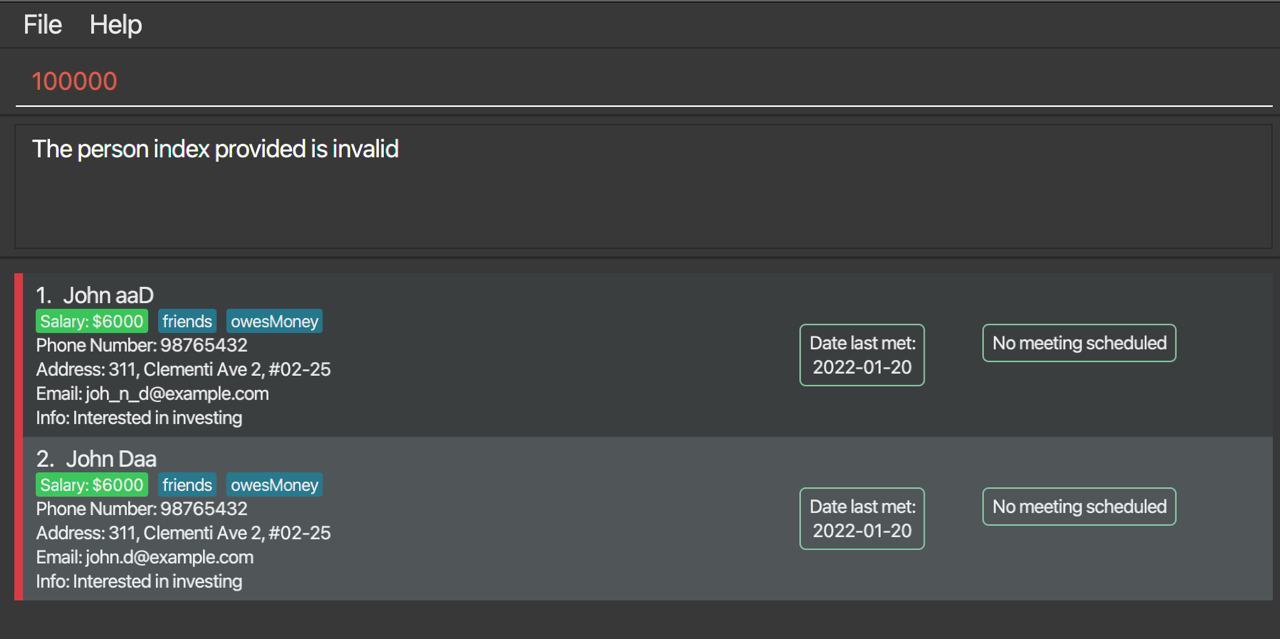 File Help
100000
The person index provided is invalid
1. John aaD
Salary: $6000 friends owesMoney
Phone Number: 98765432
Address: 311, Clementi Ave 2, #02-25
Email: joh_n_d@example.com
Info: Interested in investing
Date last met:
2022-01-20
No meeting scheduled
2. John Daa
Salary: $6000 friends owesMoney
Phone Number: 98765432
Address: 311, Clementi Ave 2, #02-25
Email: john.d@example.com
Info: Interested in investing
Date last met:
2022-01-20
No meeting scheduled